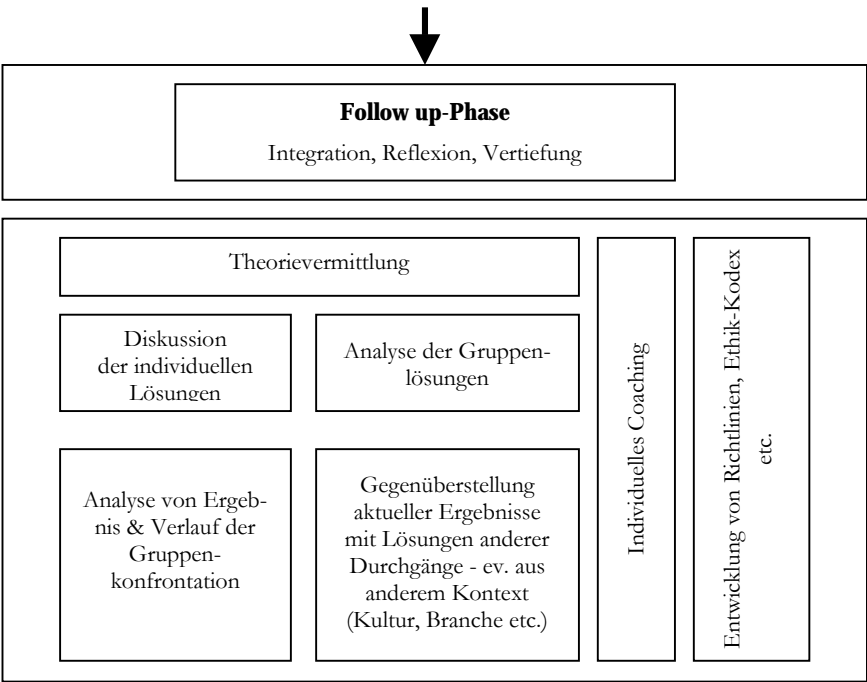 Follow up-Phase
Integration, Reflexion, Vertiefung
Theorievermittlung
Diskussion
der individuellen
Lösungen
Analyse der Gruppen-
lösungen
Analyse von Ergeb-
nis & Verlauf der
Gruppen-
konfrontation
Gegenüberstellung
aktueller Ergebnisse
mit Lösungen anderer
Durchgänge - ev. aus
anderem Kontext
(Kultur, Branche etc.)
Individuelles Coaching
Entwicklung von Richtlinien, Ethik-Kodex
etc.